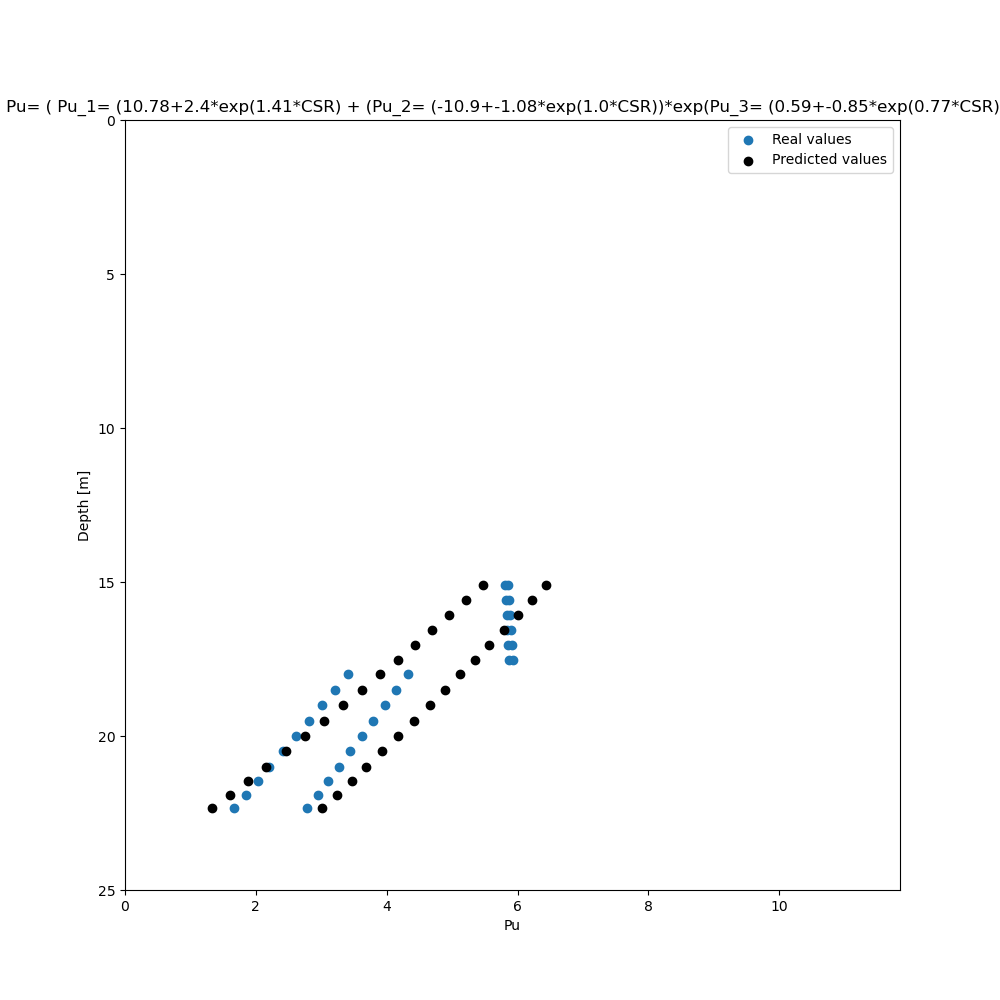 Pu= ( Pu_1= (10.78+2.4*exp(1.41*CSR) + (Pu_2= (-10.9+-1.08*exp(1.0*CSR))*exp(Pu_3= (0.59+-0.85*exp(0.77*CSR)
Real values
Predicted values
0
5
10
15
20
25
Depth [m]
0 2 4 6 8 10
Pu